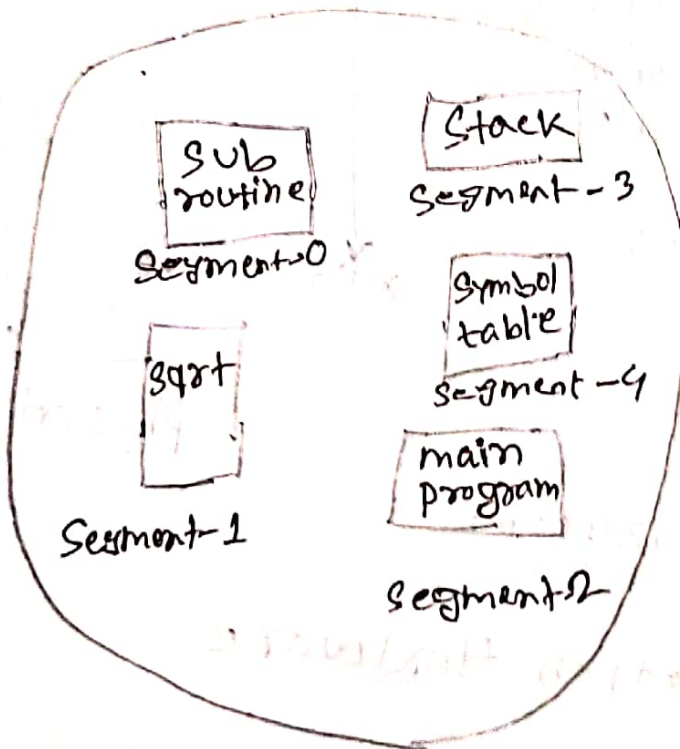 Sub
routine
Segment-0
sqrt
Segment-1
Stack
Segment-3
Symbol
table
Segment-4
main
program
segment-2